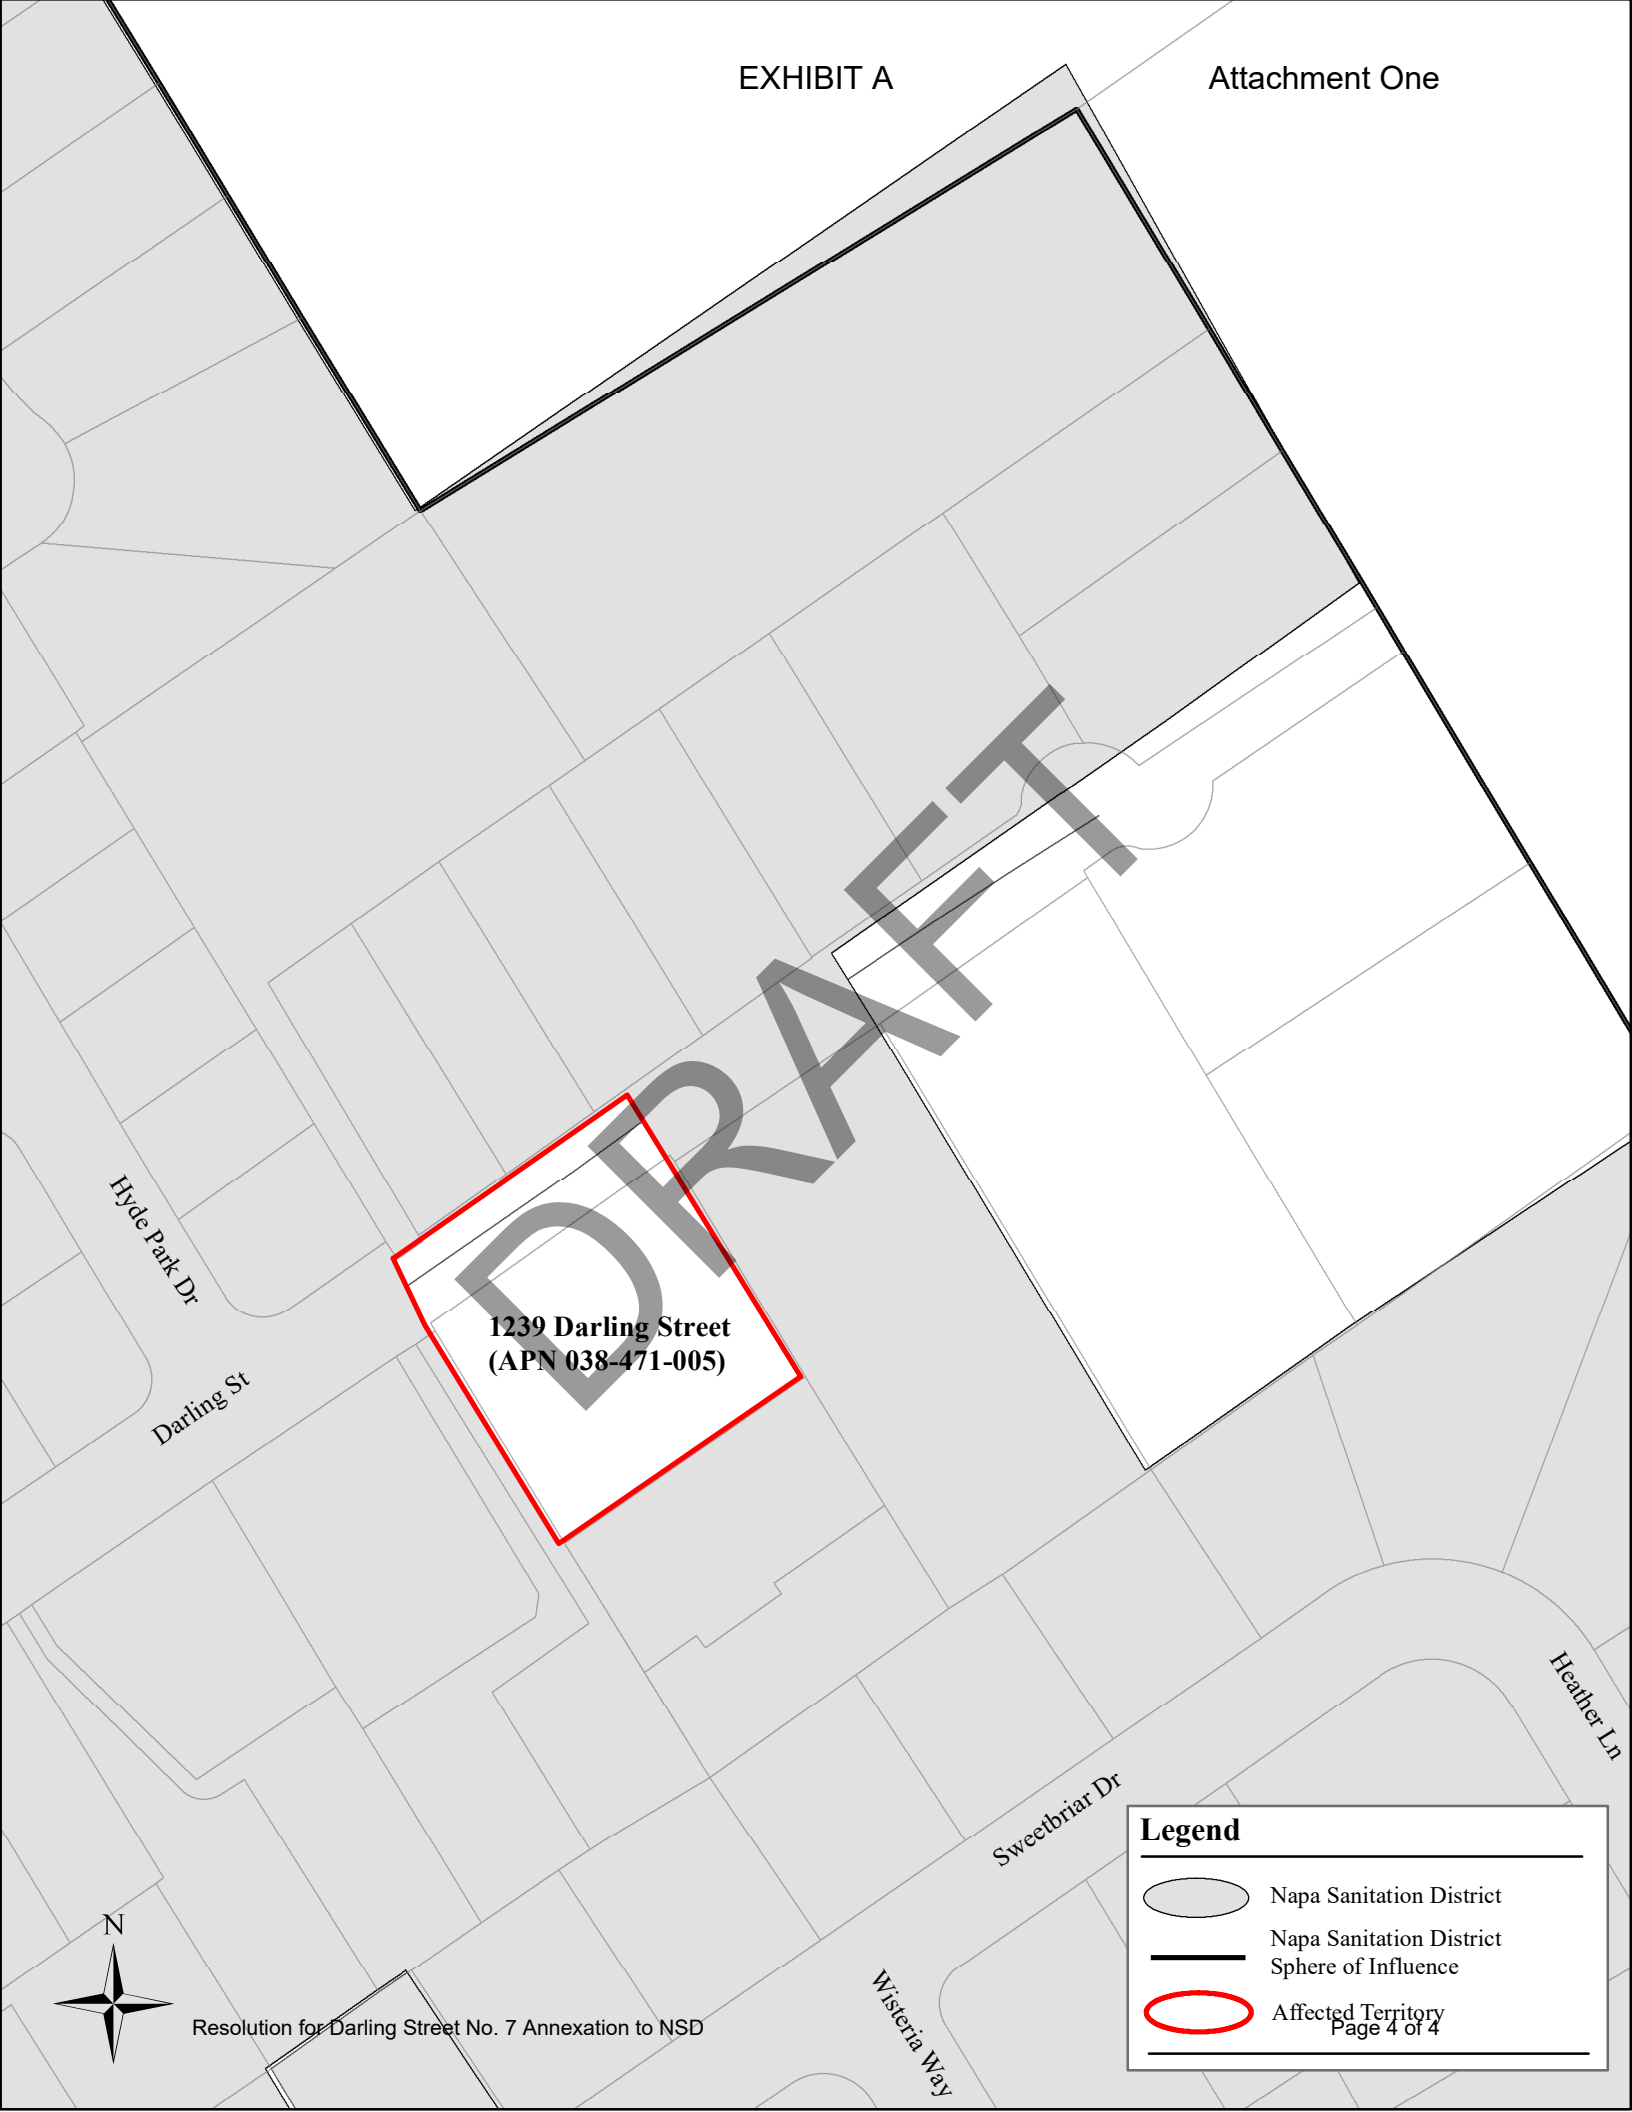 EXHIBIT A
Attachment One
DRAFT
Hyde Park Dr
1239 Darling Street
(APN 038-471-005)
Darling St
Heather Ln
Sweetbriar Dr
Wisteria Way
Legend
Napa Sanitation District
Napa Sanitation District
Sphere of Influence
Affected Territory
N
Resolution for Darling Street No. 7 Annexation to NSD
Page 4 of 4